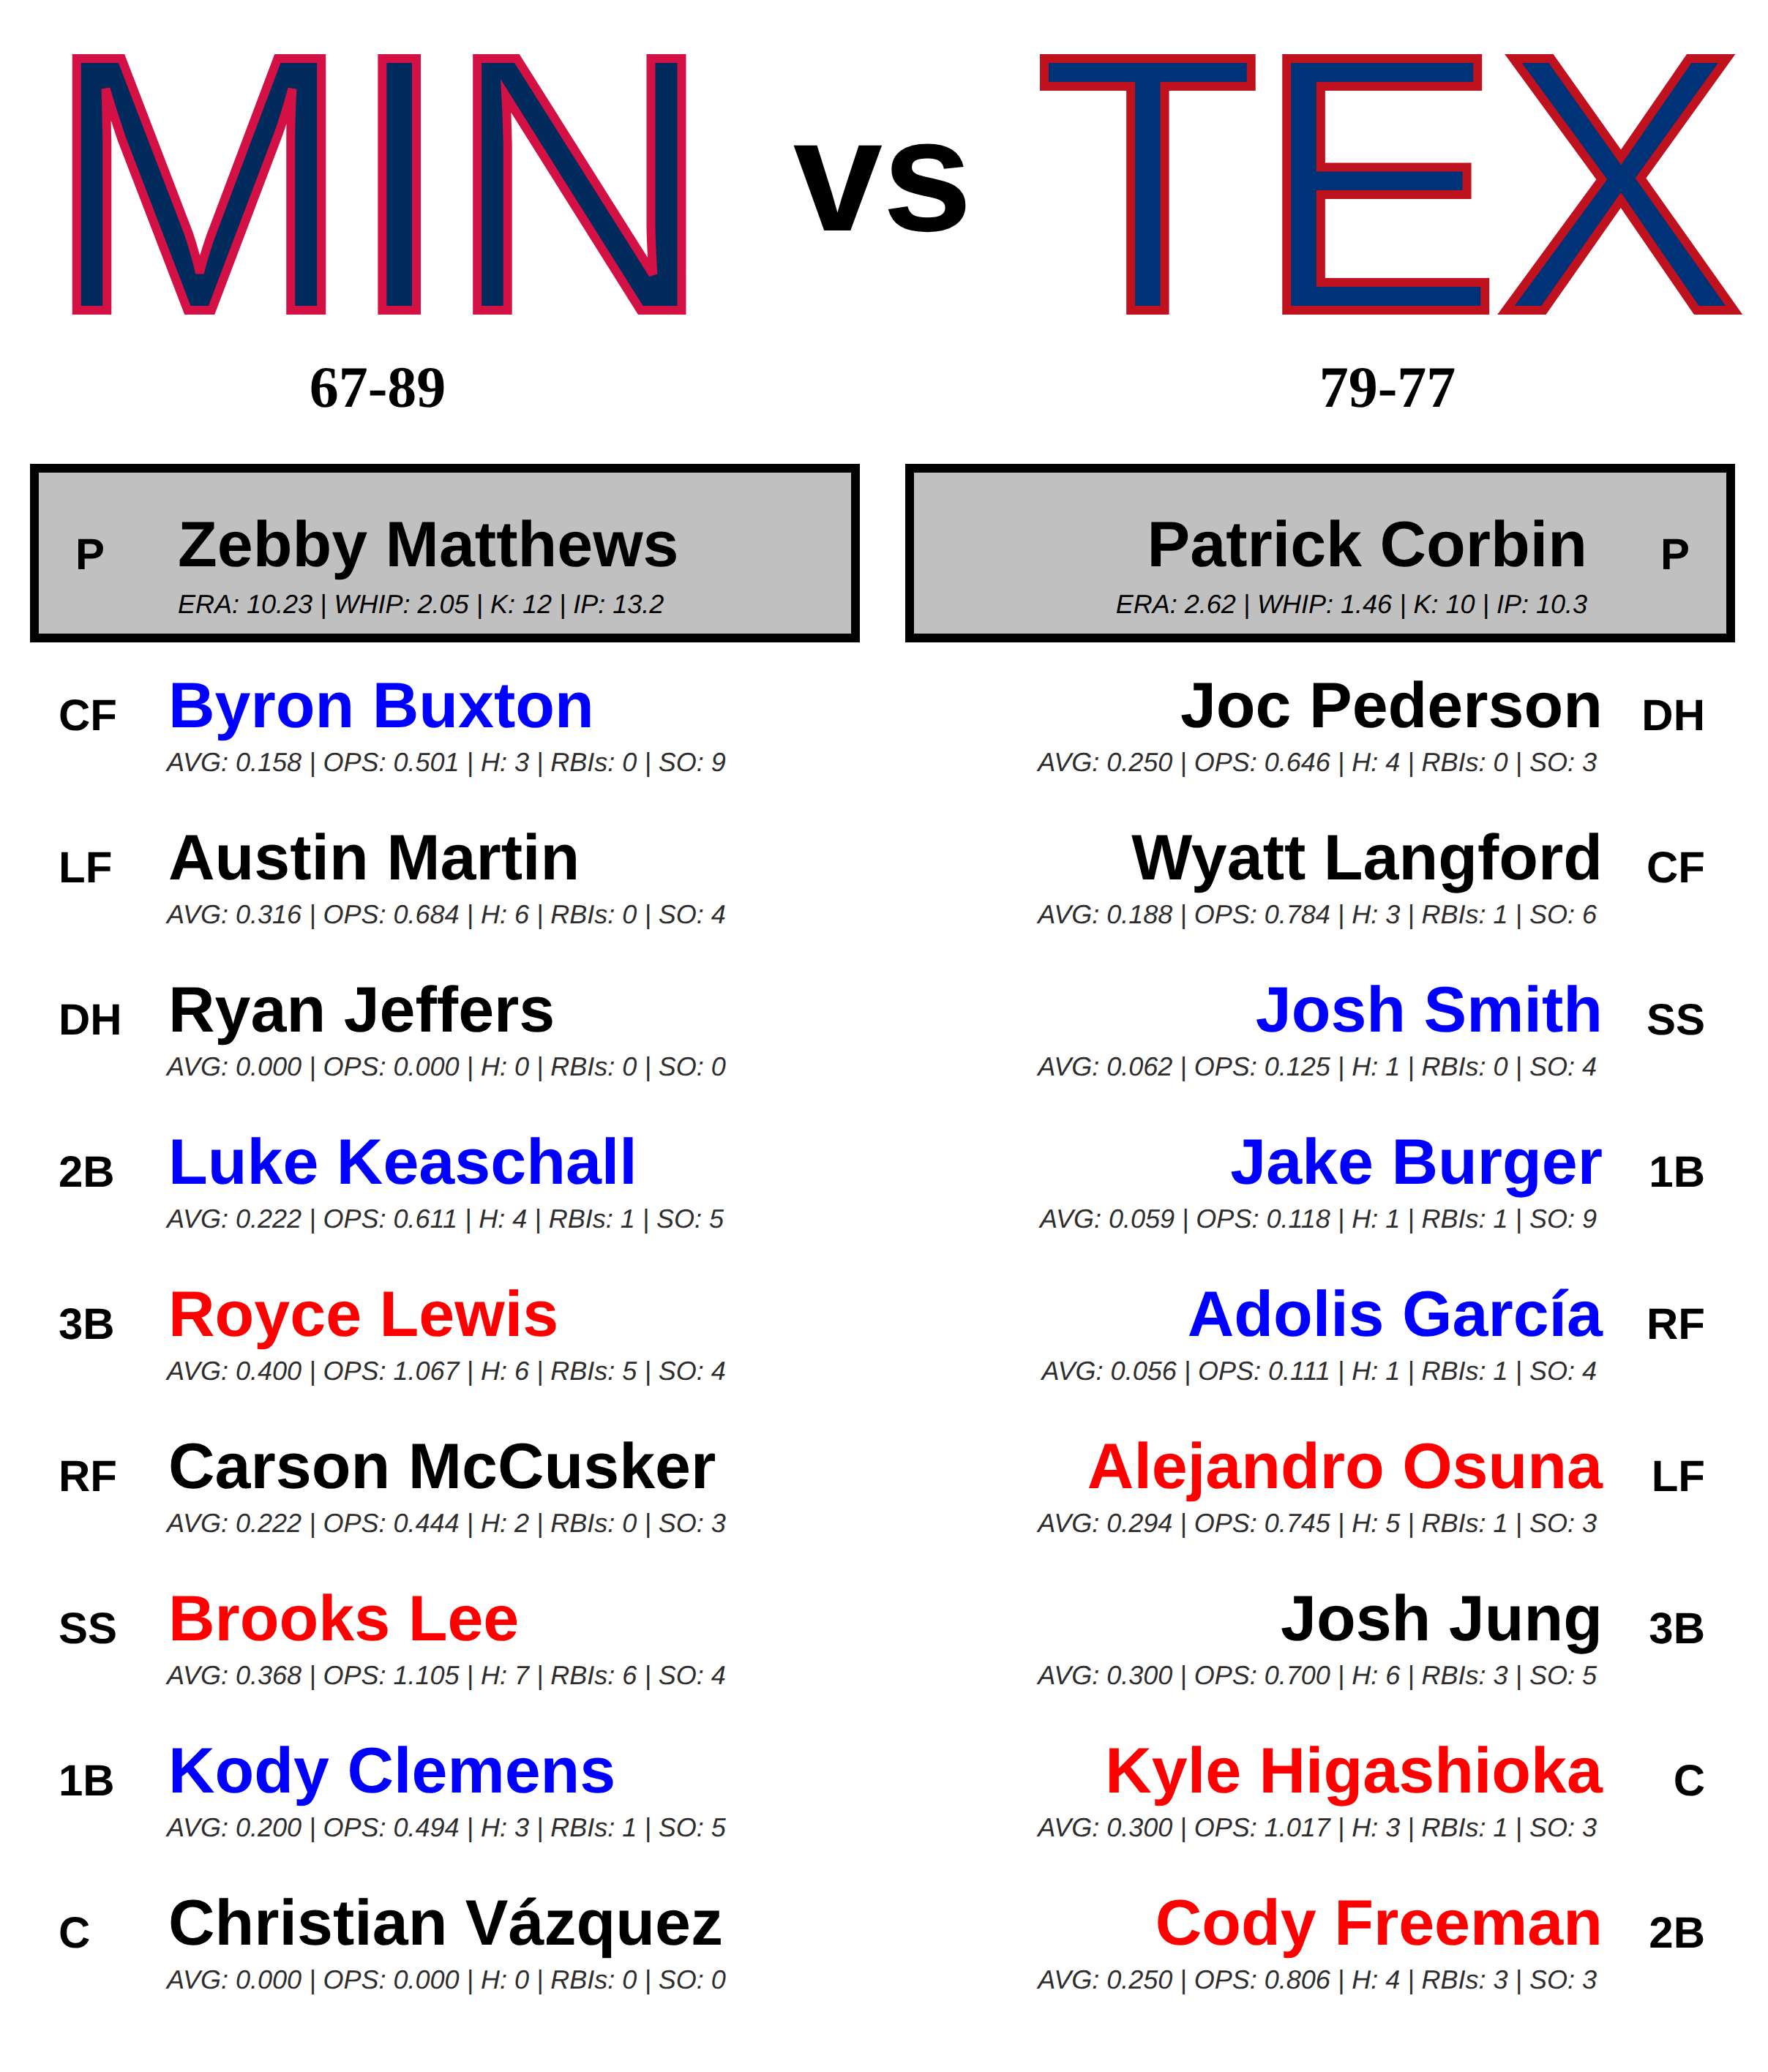 MIN vs TEX
67-89
79-77
P Zebby Matthews
ERA: 10.23 | WHIP: 2.05 | K: 12 | IP: 13.2
Patrick Corbin P
ERA: 2.62 | WHIP: 1.46 | K: 10 | IP: 10.3
CF Byron Buxton
AVG: 0.158 | OPS: 0.501 | H: 3 | RBIs: 0 | SO: 9
Joc Pederson DH
AVG: 0.250 | OPS: 0.646 | H: 4 | RBIs: 0 | SO: 3
LF Austin Martin
AVG: 0.316 | OPS: 0.684 | H: 6 | RBIs: 0 | SO: 4
Wyatt Langford CF
AVG: 0.188 | OPS: 0.784 | H: 3 | RBIs: 1 | SO: 6
DH Ryan Jeffers
AVG: 0.000 | OPS: 0.000 | H: 0 | RBIs: 0 | SO: 0
Josh Smith SS
AVG: 0.062 | OPS: 0.125 | H: 1 | RBIs: 0 | SO: 4
2B Luke Keaschall
AVG: 0.222 | OPS: 0.611 | H: 4 | RBIs: 1 | SO: 5
Jake Burger 1B
AVG: 0.059 | OPS: 0.118 | H: 1 | RBIs: 1 | SO: 9
3B Royce Lewis
AVG: 0.400 | OPS: 1.067 | H: 6 | RBIs: 5 | SO: 4
Adolis García RF
AVG: 0.056 | OPS: 0.111 | H: 1 | RBIs: 1 | SO: 4
RF Carson McCusker
AVG: 0.222 | OPS: 0.444 | H: 2 | RBIs: 0 | SO: 3
Alejandro Osuna LF
AVG: 0.294 | OPS: 0.745 | H: 5 | RBIs: 1 | SO: 3
SS Brooks Lee
AVG: 0.368 | OPS: 1.105 | H: 7 | RBIs: 6 | SO: 4
Josh Jung 3B
AVG: 0.300 | OPS: 0.700 | H: 6 | RBIs: 3 | SO: 5
1B Kody Clemens
AVG: 0.200 | OPS: 0.494 | H: 3 | RBIs: 1 | SO: 5
Kyle Higashioka C
AVG: 0.300 | OPS: 1.017 | H: 3 | RBIs: 1 | SO: 3
C Christian Vázquez
AVG: 0.000 | OPS: 0.000 | H: 0 | RBIs: 0 | SO: 0
Cody Freeman 2B
AVG: 0.250 | OPS: 0.806 | H: 4 | RBIs: 3 | SO: 3